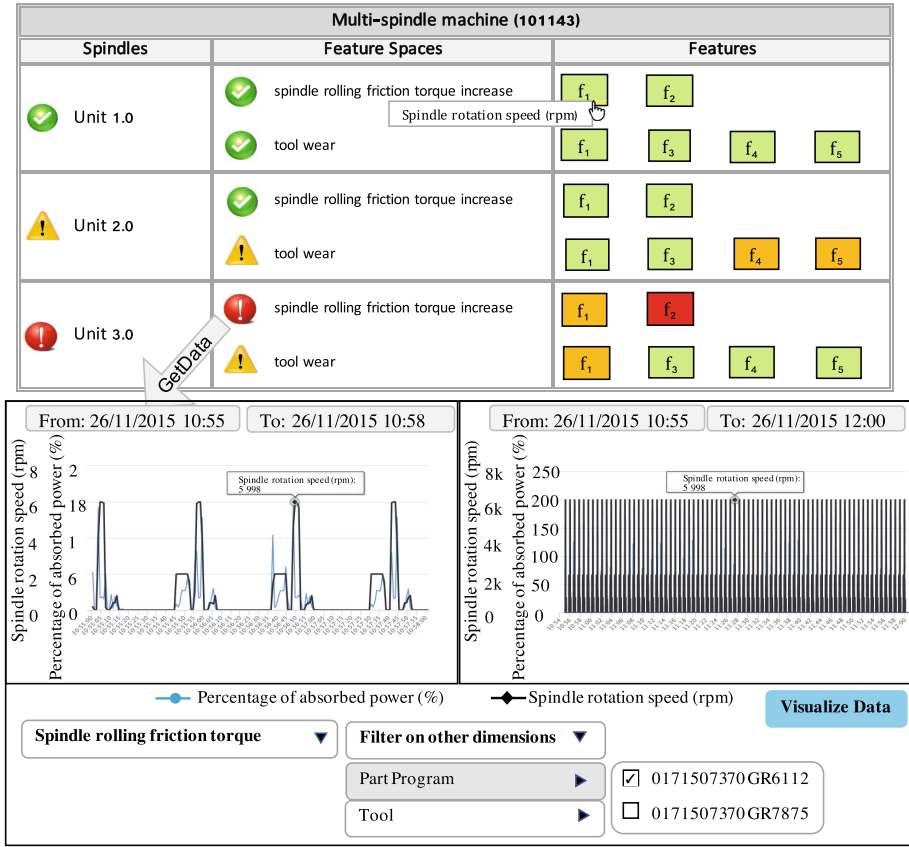 Multi-spindle machine (101143)
Spindles Feature Spaces Features
Unit 1.0
spindle rolling friction torque increase f1 f2
Spindle rotation speed (rpm)
tool wear f1 f3 f4 f5
Unit 2.0
spindle rolling friction torque increase f1 f2
tool wear f1 f3 f4 f5
Unit 3.0
spindle rolling friction torque increase f1 f2
tool wear f1 f3 f4 f5
GetData
From: 26/11/2015 10:55 To: 26/11/2015 10:58
Spindle rotation speed (rpm)
8
6
4
2
0
Percentage of absorbed power (%)
2
18
1
6
0
Spindle rotation speed (rpm):
5 998
From: 26/11/2015 10:55 To: 26/11/2015 12:00
Spindle rotation speed (rpm)
8k
6k
4k
2k
0
Percentage of absorbed power (%)
250
200
150
100
50
0
Spindle rotation speed (rpm):
5 998
Percentage of absorbed power (%) Spindle rotation speed (rpm)
Visualize Data
Spindle rolling friction torque Filter on other dimensions
Part Program
Tool
0171507370 GR6112
0171507370 GR7875